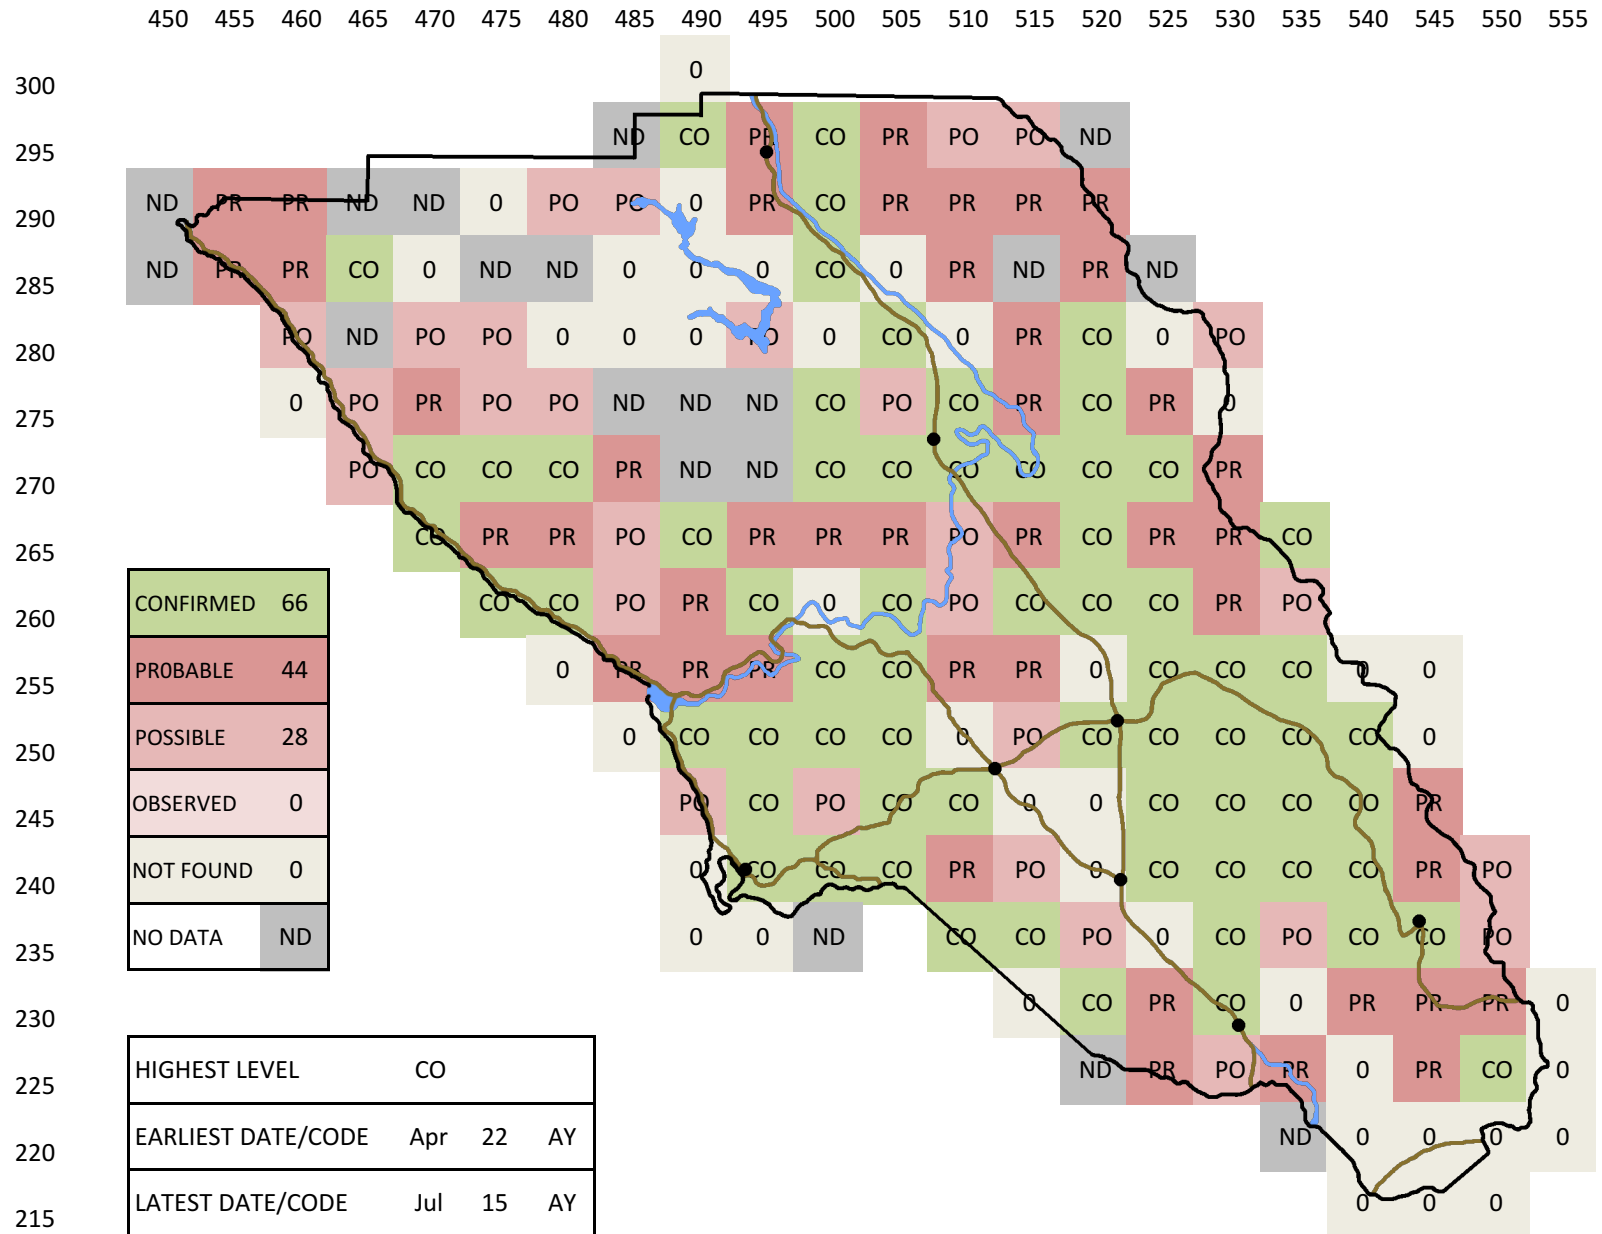 450 455 460 465 470 475 480 485 490 495 500 505 510 515 520 525 530 535 540 545 550 555
0
300
ND CO PR CO PR PO PO ND
295
ND PR PR ND ND 0 PO PO 0 PR CO PR PR PR PR
290
ND PR PR CO 0 ND ND 0 0 0 CO 0 PR ND PR ND
285
PO ND PO PO 0 0 0 PO 0 CO 0 PR CO 0 PO
280
0 PO PR PO PO ND ND ND CO PO CO PR CO PR 0
275
PO CO CO CO PR ND ND CO CO CO CO CO CO PR
270
CO PR PR PO CO PR PR PR PO PR CO PR PR CO
265
CO CO PO PR CO 0 CO PO CO CO CO PR PO
CONFIRMED 66
260
0 PR PR PR CO CO PR PR 0 CO CO CO 0 0
PR0BABLE 44
255
0 CO CO CO CO 0 PO CO CO CO CO CO 0
POSSIBLE 28
250
PO CO PO CO CO 0 0 CO CO CO CO PR
OBSERVED 0
245
0 CO CO CO PR PO 0 CO CO CO CO PR PO
NOT FOUND 0
240
0 0 ND CO CO PO 0 CO PO CO CO PO
NO DATA ND
235
0 CO PR CO 0 PR PR PR 0
230
ND PR PO PR 0 PR CO 0
HIGHEST LEVEL CO
225
ND 0 0 0 0
EARLIEST DATE/CODE Apr 22 AY
220
0 0 0
LATEST DATE/CODE Jul 15 AY
215